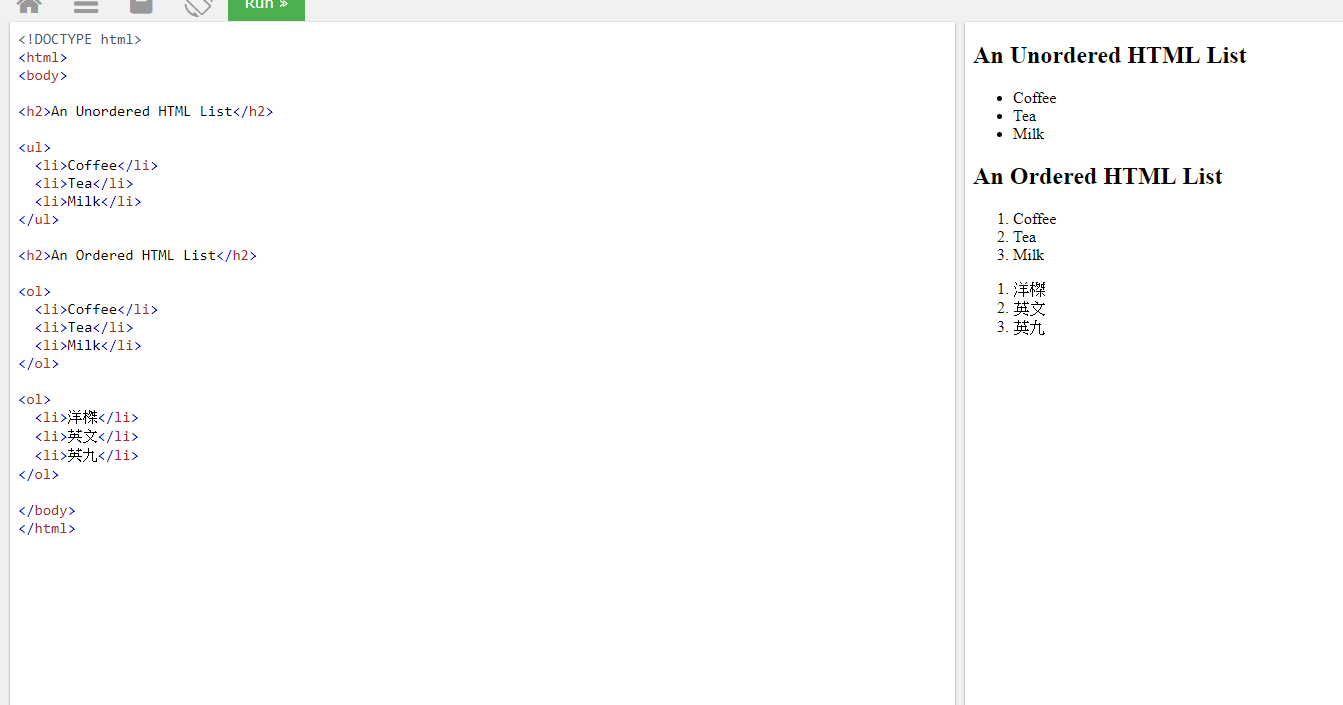 Run »
<!DOCTYPE html>
<html>
<body>
<h2>An Unordered HTML List</h2>
<ul>
<li>Coffee</li>
<li>Tea</li>
<li>Milk</li>
</ul>
<h2>An Ordered HTML List</h2>
<ol>
<li>Coffee</li>
<li>Tea</li>
<li>Milk</li>
</ol>
<ol>
<li>洋榤</li>
<li>英文</li>
<li>英九</li>
</ol>
</body>
</html>
An Unordered HTML List
• Coffee
• Tea
• Milk
An Ordered HTML List
1. Coffee
2. Tea
3. Milk
1. 洋榤
2. 英文
3. 英九